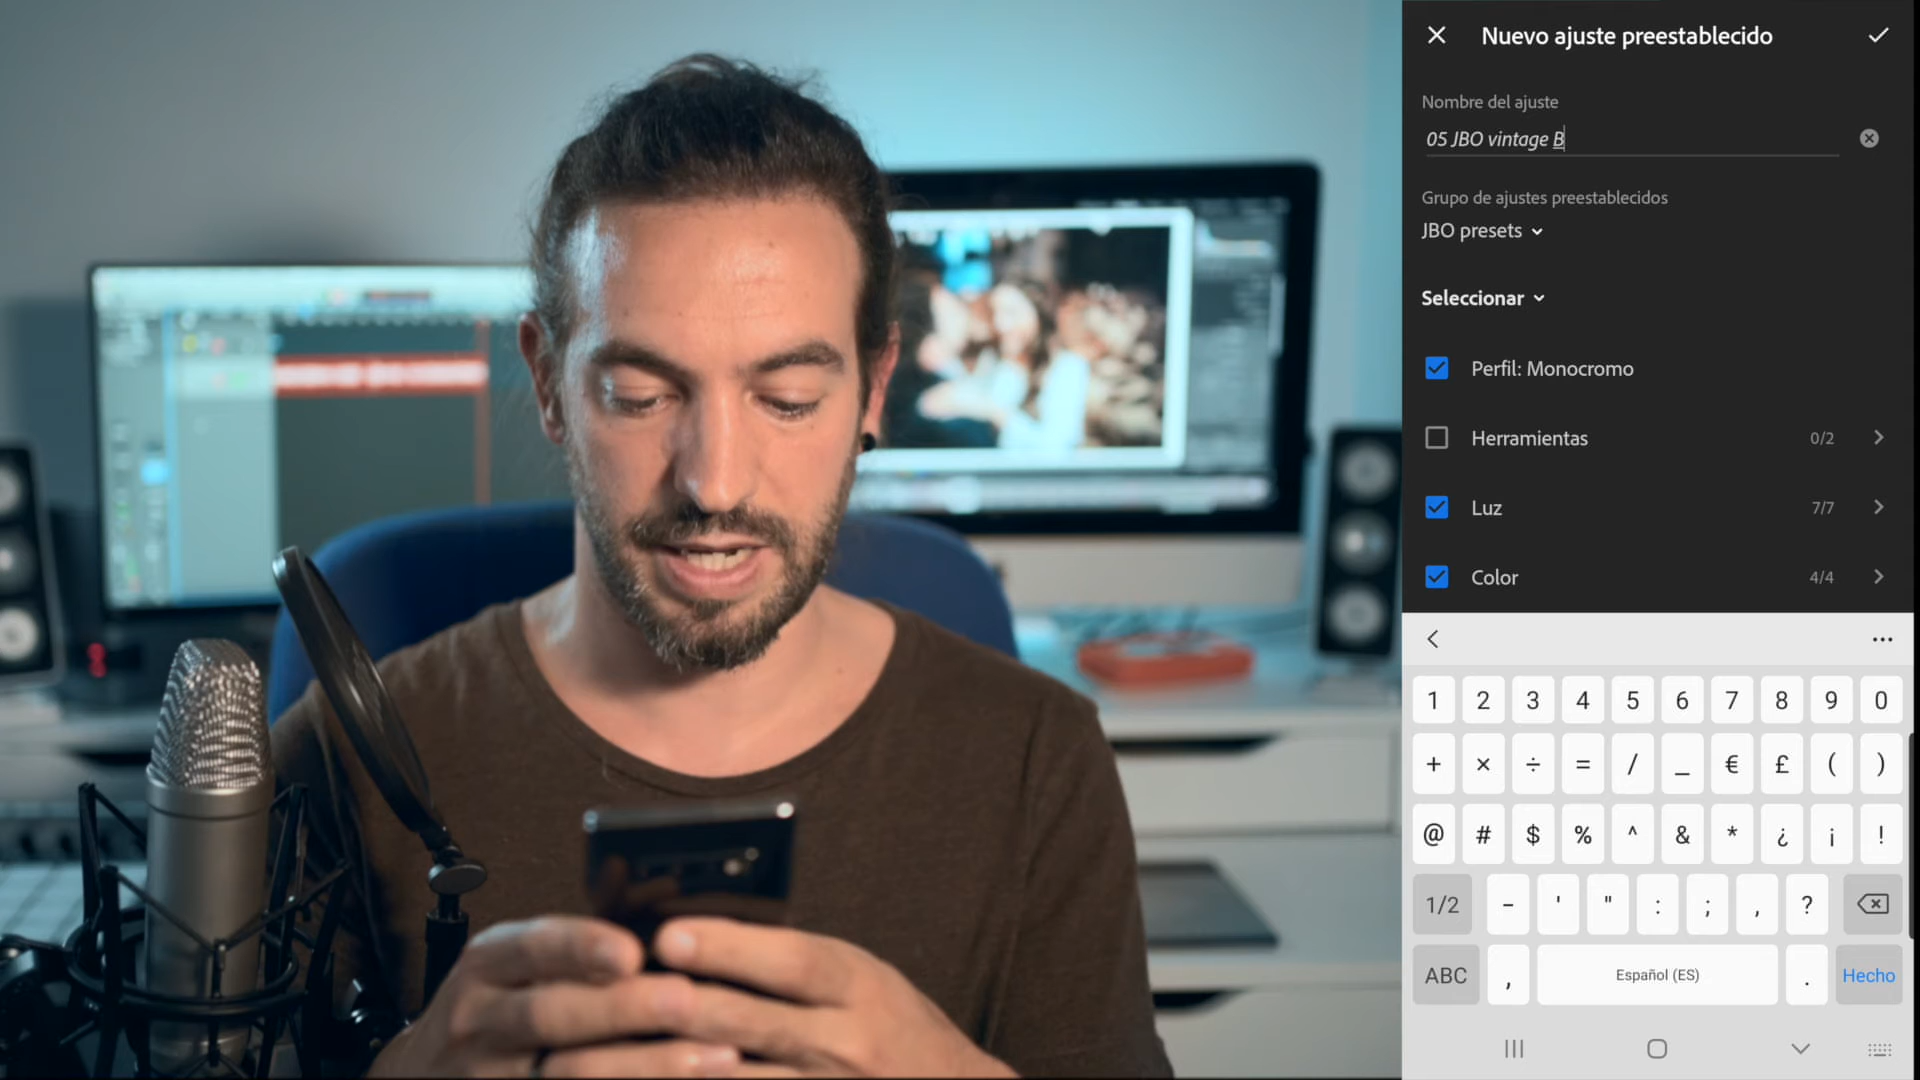 Nuevo ajuste preestablecido
Nombre del ajuste
05 JBO vintage B
Grupo de ajustes preestablecidos
JBO presets
Seleccionar
Perfil: Monocromo
Herramientas 0/2
Luz 7/7
Color 4/4
1 2 3 4 5 6 7 8 9 0
+ × ÷ = / _ € £ ( )
@ # $ % ^ & * ¿ ¡ !
1/2 - ' " : ; , ?
ABC , Español (ES) . Hecho